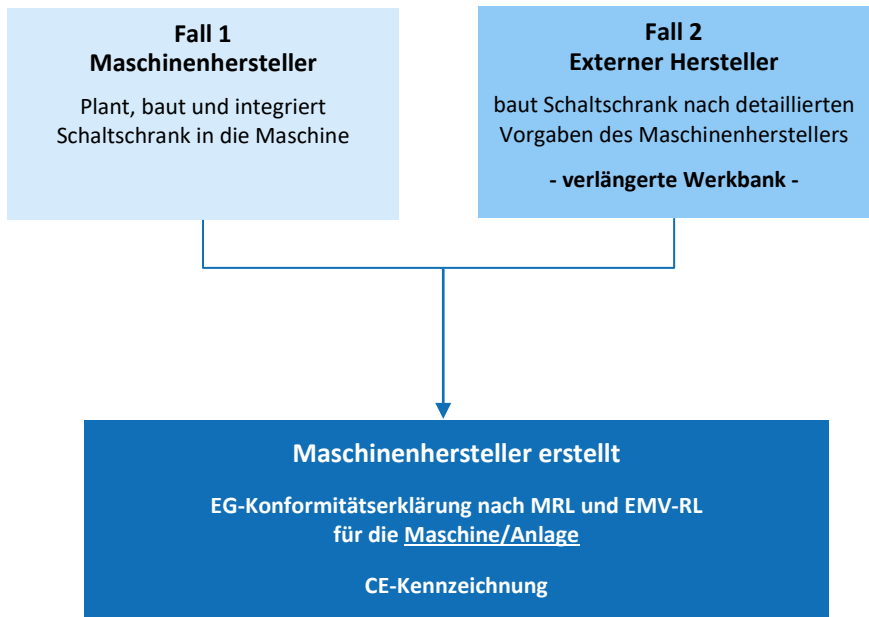 Fall 1
Maschinenhersteller
Plant, baut und integriert
Schaltschrank in die Maschine
Fall 2
Externer Hersteller
baut Schaltschrank nach detaillierten
Vorgaben des Maschinenherstellers
- verlängerte Werkbank -
Maschinenhersteller erstellt
EG-Konformitätserklärung nach MRL und EMV-RL
für die Maschine/Anlage
CE-Kennzeichnung